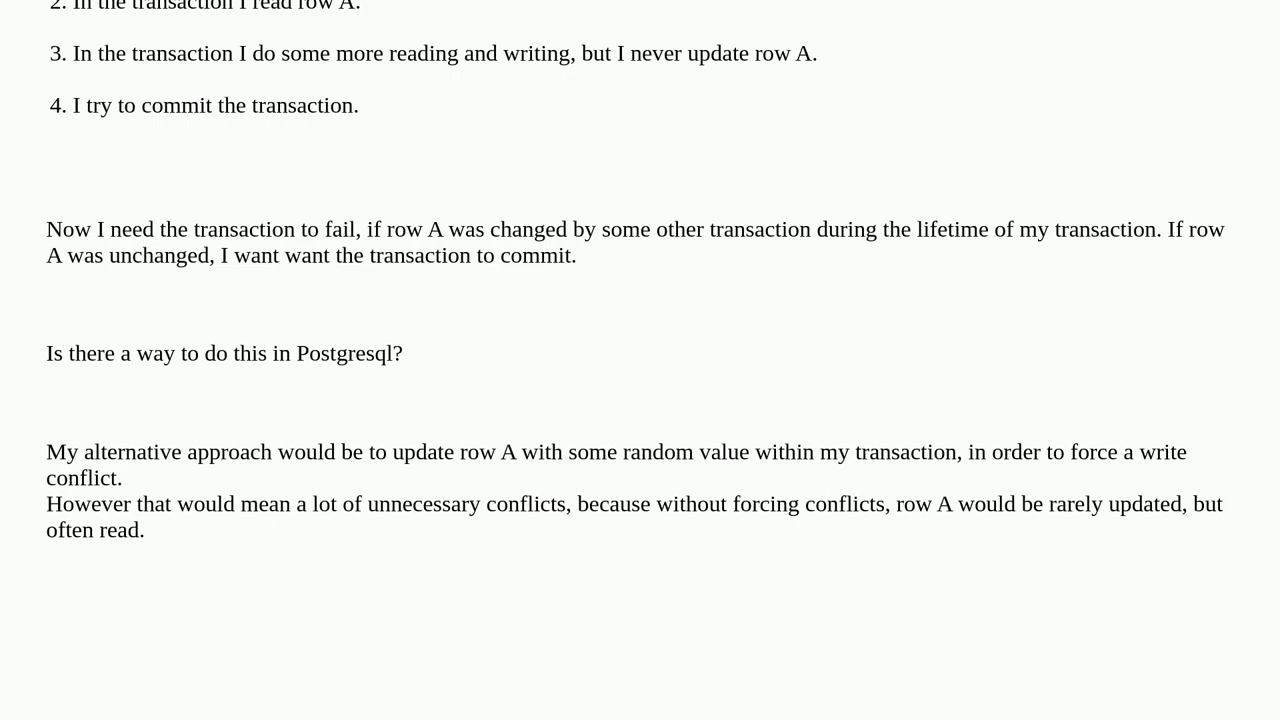 2. In the transaction I read row A.
3. In the transaction I do some more reading and writing, but I never update row A.
4. I try to commit the transaction.
Now I need the transaction to fail, if row A was changed by some other transaction during the lifetime of my transaction. If row
A was unchanged, I want want the transaction to commit.
Is there a way to do this in Postgresql?
My alternative approach would be to update row A with some random value within my transaction, in order to force a write
conflict.
However that would mean a lot of unnecessary conflicts, because without forcing conflicts, row A would be rarely updated, but
often read.